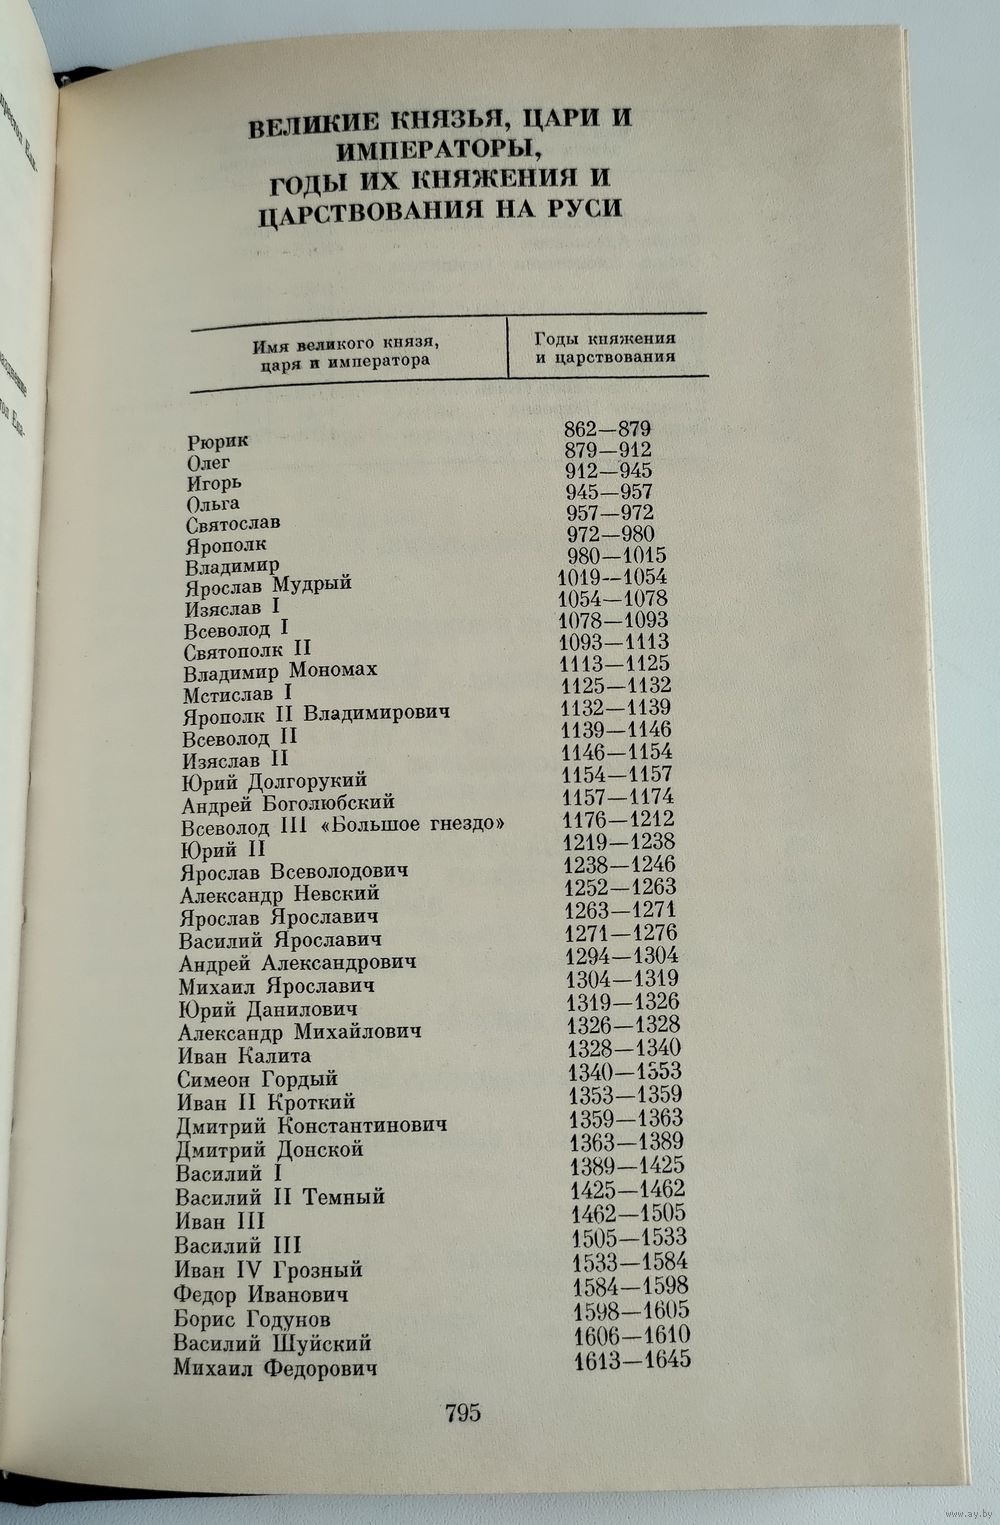 престол Ела-
разднение
тол Ела-
ВЕЛИКИЕ КНЯЗЬЯ, ЦАРИ И
ИМПЕРАТОРЫ,
ГОДЫ ИХ КНЯЖЕНИЯ И
ЦАРСТВОВАНИЯ НА РУСИ
Имя великого князя, Годы княжения
царя и императора и царствования
Рюрик 862—879
Олег 879—912
Игорь 912—945
Ольга 945—957
Святослав 957—972
Ярополк 972—980
Владимир 980—1015
Ярослав Мудрый 1019—1054
Изяслав I 1054—1078
Всеволод I 1078—1093
Святополк II 1093—1113
Владимир Мономах 1113—1125
Мстислав I 1125—1132
Ярополк II Владимирович 1132—1139
Всеволод II 1139—1146
Изяслав II 1146—1154
Юрий Долгорукий 1154—1157
Андрей Боголюбский 1157—1174
Всеволод III «Большое гнездо» 1176—1212
Юрий II 1219—1238
Ярослав Всеволодович 1238—1246
Александр Невский 1252—1263
Ярослав Ярославич 1263—1271
Василий Ярославич 1271—1276
Андрей Александрович 1294—1304
Михаил Ярославич 1304—1319
Юрий Данилович 1319—1326
Александр Михайлович 1326—1328
Иван Калита 1328—1340
Симеон Гордый 1340—1553
Иван II Кроткий 1353—1359
Дмитрий Константинович 1359—1363
Дмитрий Донской 1363—1389
Василий I 1389—1425
Василий II Темный 1425—1462
Иван III 1462—1505
Василий III 1505—1533
Иван IV Грозный 1533—1584
Федор Иванович 1584—1598
Борис Годунов 1598—1605
Василий Шуйский 1606—1610
Михаил Федорович 1613—1645
795
www.ay.by